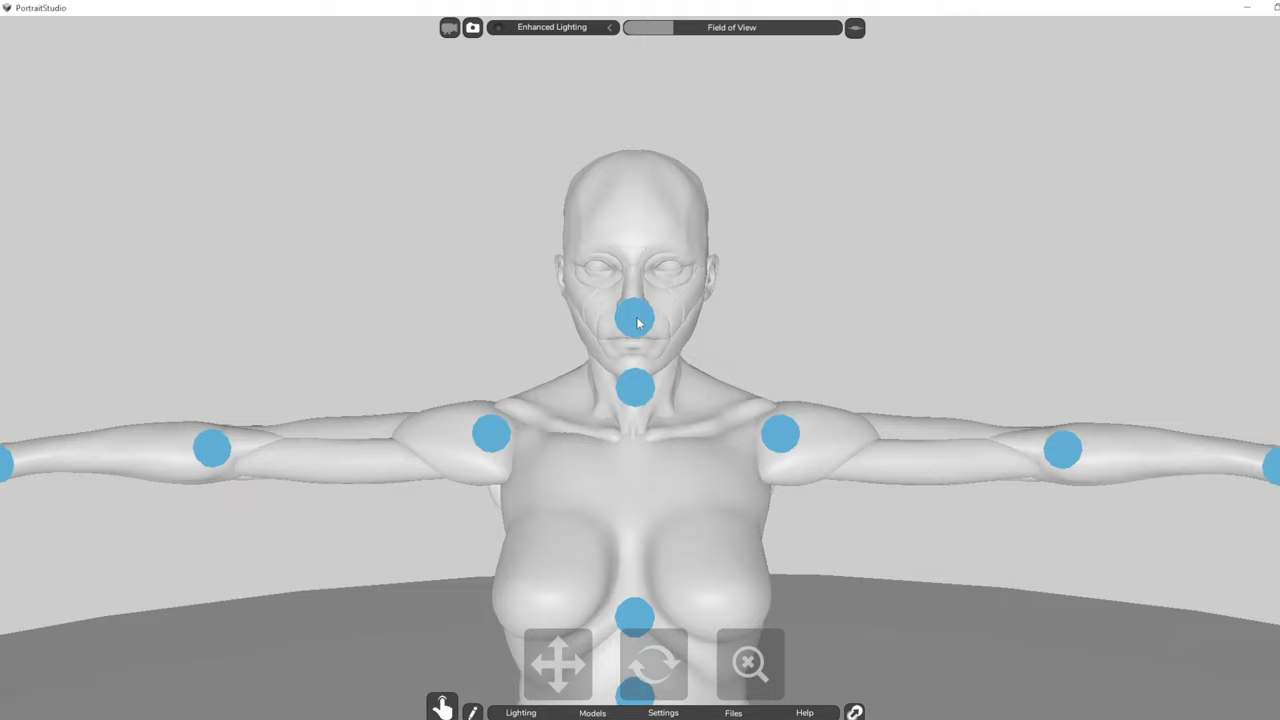 PortraitStudio
Enhanced Lighting
Field of View
Lighting Models Settings Files Help